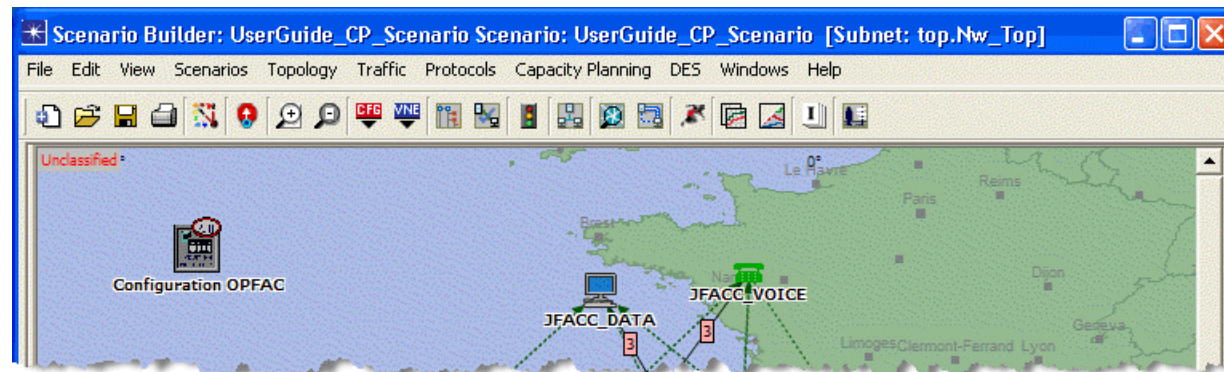 Scenario Builder: UserGuide_CP_Scenario Scenario: UserGuide_CP_Scenario [Subnet: top.Nw_Top]
File Edit View Scenarios Topology Traffic Protocols Capacity Planning DES Windows Help
CFG VNE
Unclassified
0°
Le Havre
Reims
Paris
Brest
Configuration OPFAC
Dijon
JFACC_VOICE
JFACC_DATA
3
3
Geneva
Limoges Clermont-Ferrand Lyon